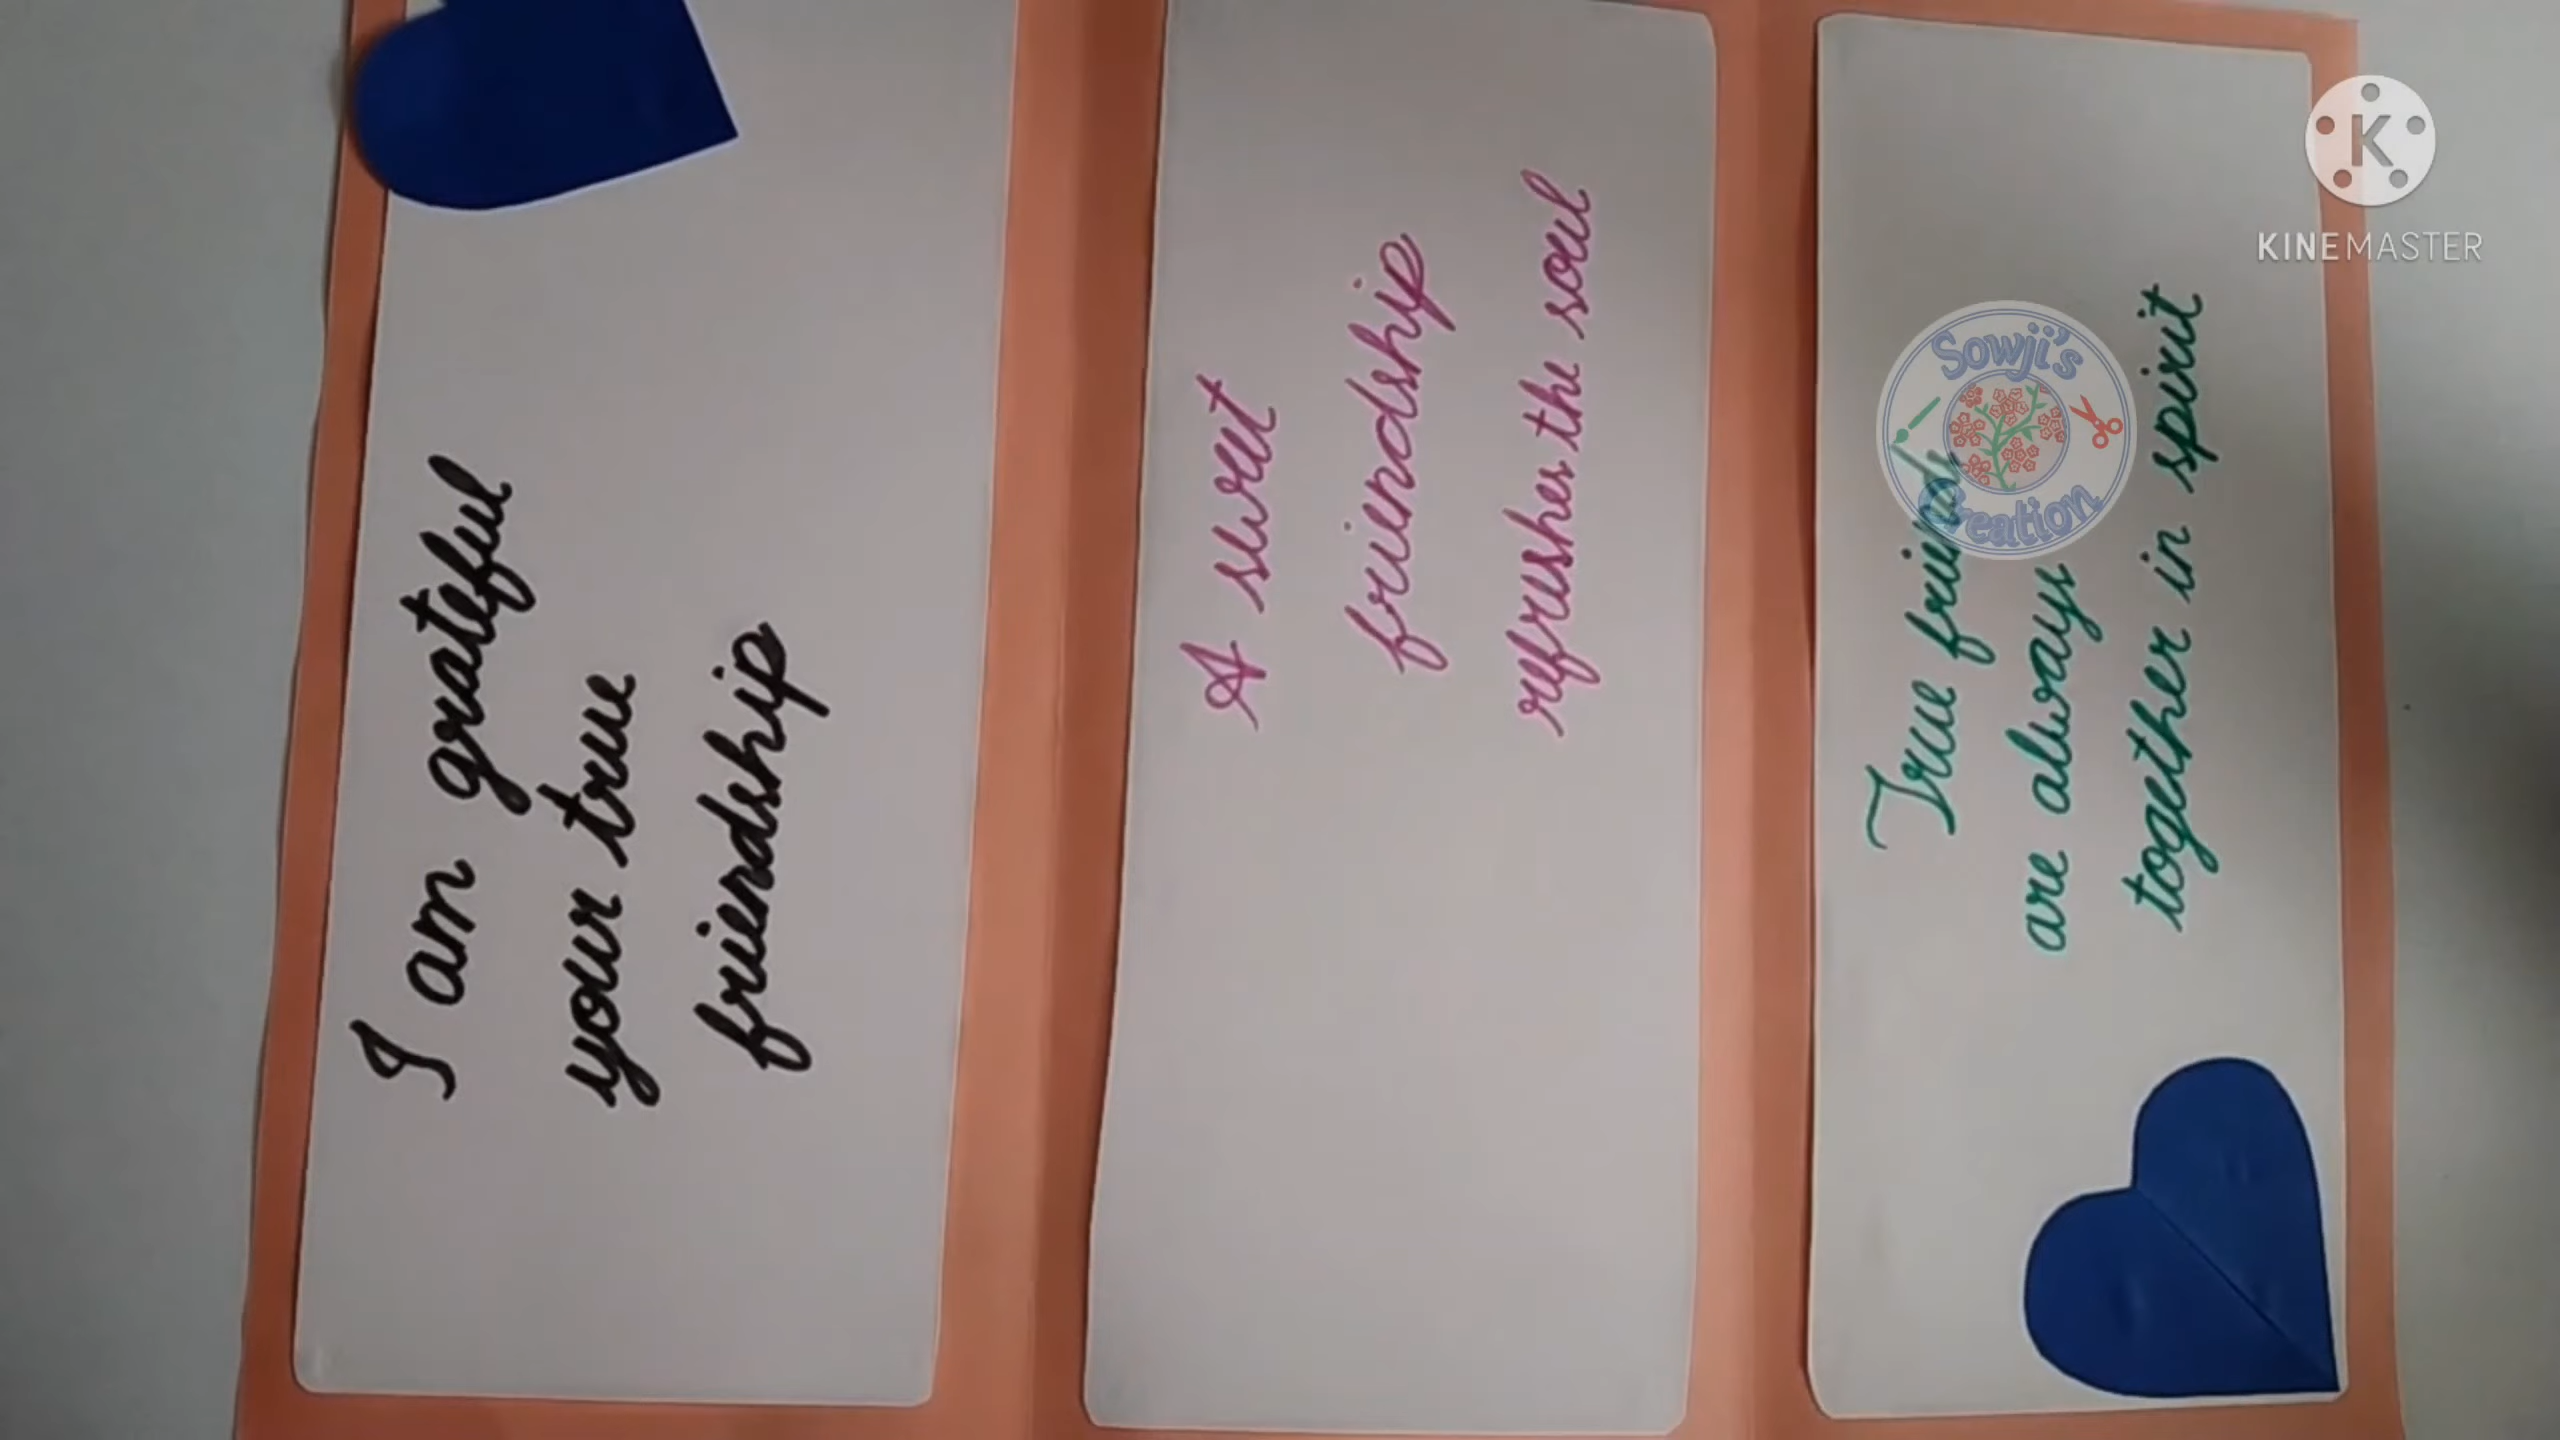 I am grateful
your true
friendship
A sweet
friendship
refreshes the soul
True friends
are always
together in spirit
Sowji's
Creation
K
KINEMASTER